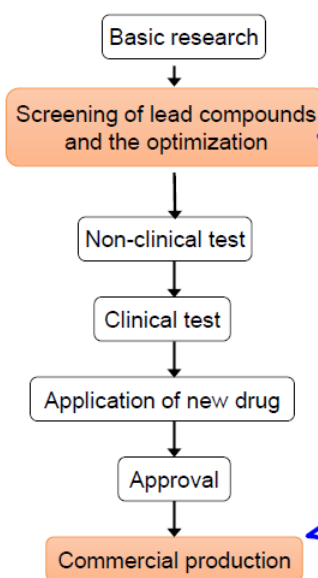 Basic research
Screening of lead compounds
and the optimization
Non-clinical test
Clinical test
Application of new drug
Approval
Commercial production